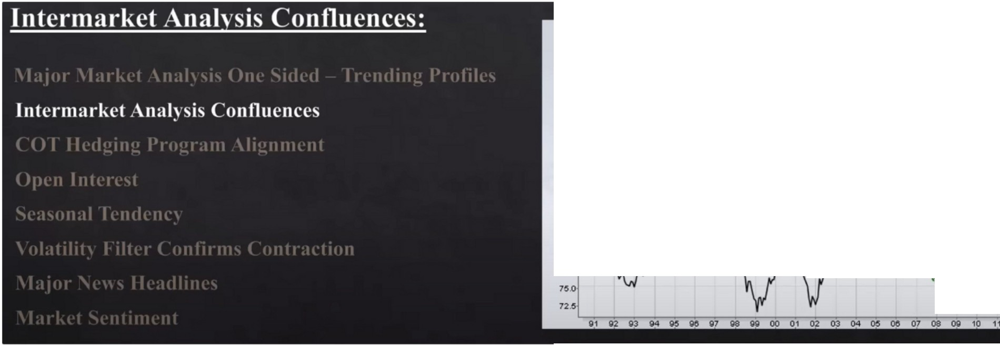 Intermarket Analysis Confluences:
Major Market Analysis One Sided – Trending Profiles
Intermarket Analysis Confluences
COT Hedging Program Alignment
Open Interest
Seasonal Tendency
Volatility Filter Confirms Contraction
Major News Headlines
Market Sentiment
75.0
72.5
91 92 93 94 95 96 97 98 99 00 01 02 03 04 05 06 07 08 09 10 11